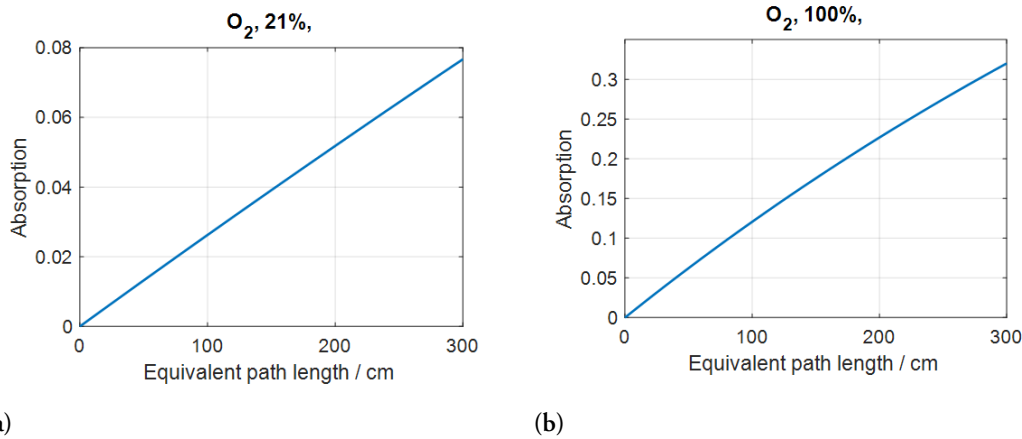 O2, 21%,
0.08
0.06
0.04
0.02
0
Absorption
0 100 200 300
Equivalent path length / cm
O2, 100%,
0.3
0.25
0.2
0.15
0.1
0.05
0
Absorption
0 100 200 300
Equivalent path length / cm
)
(b)